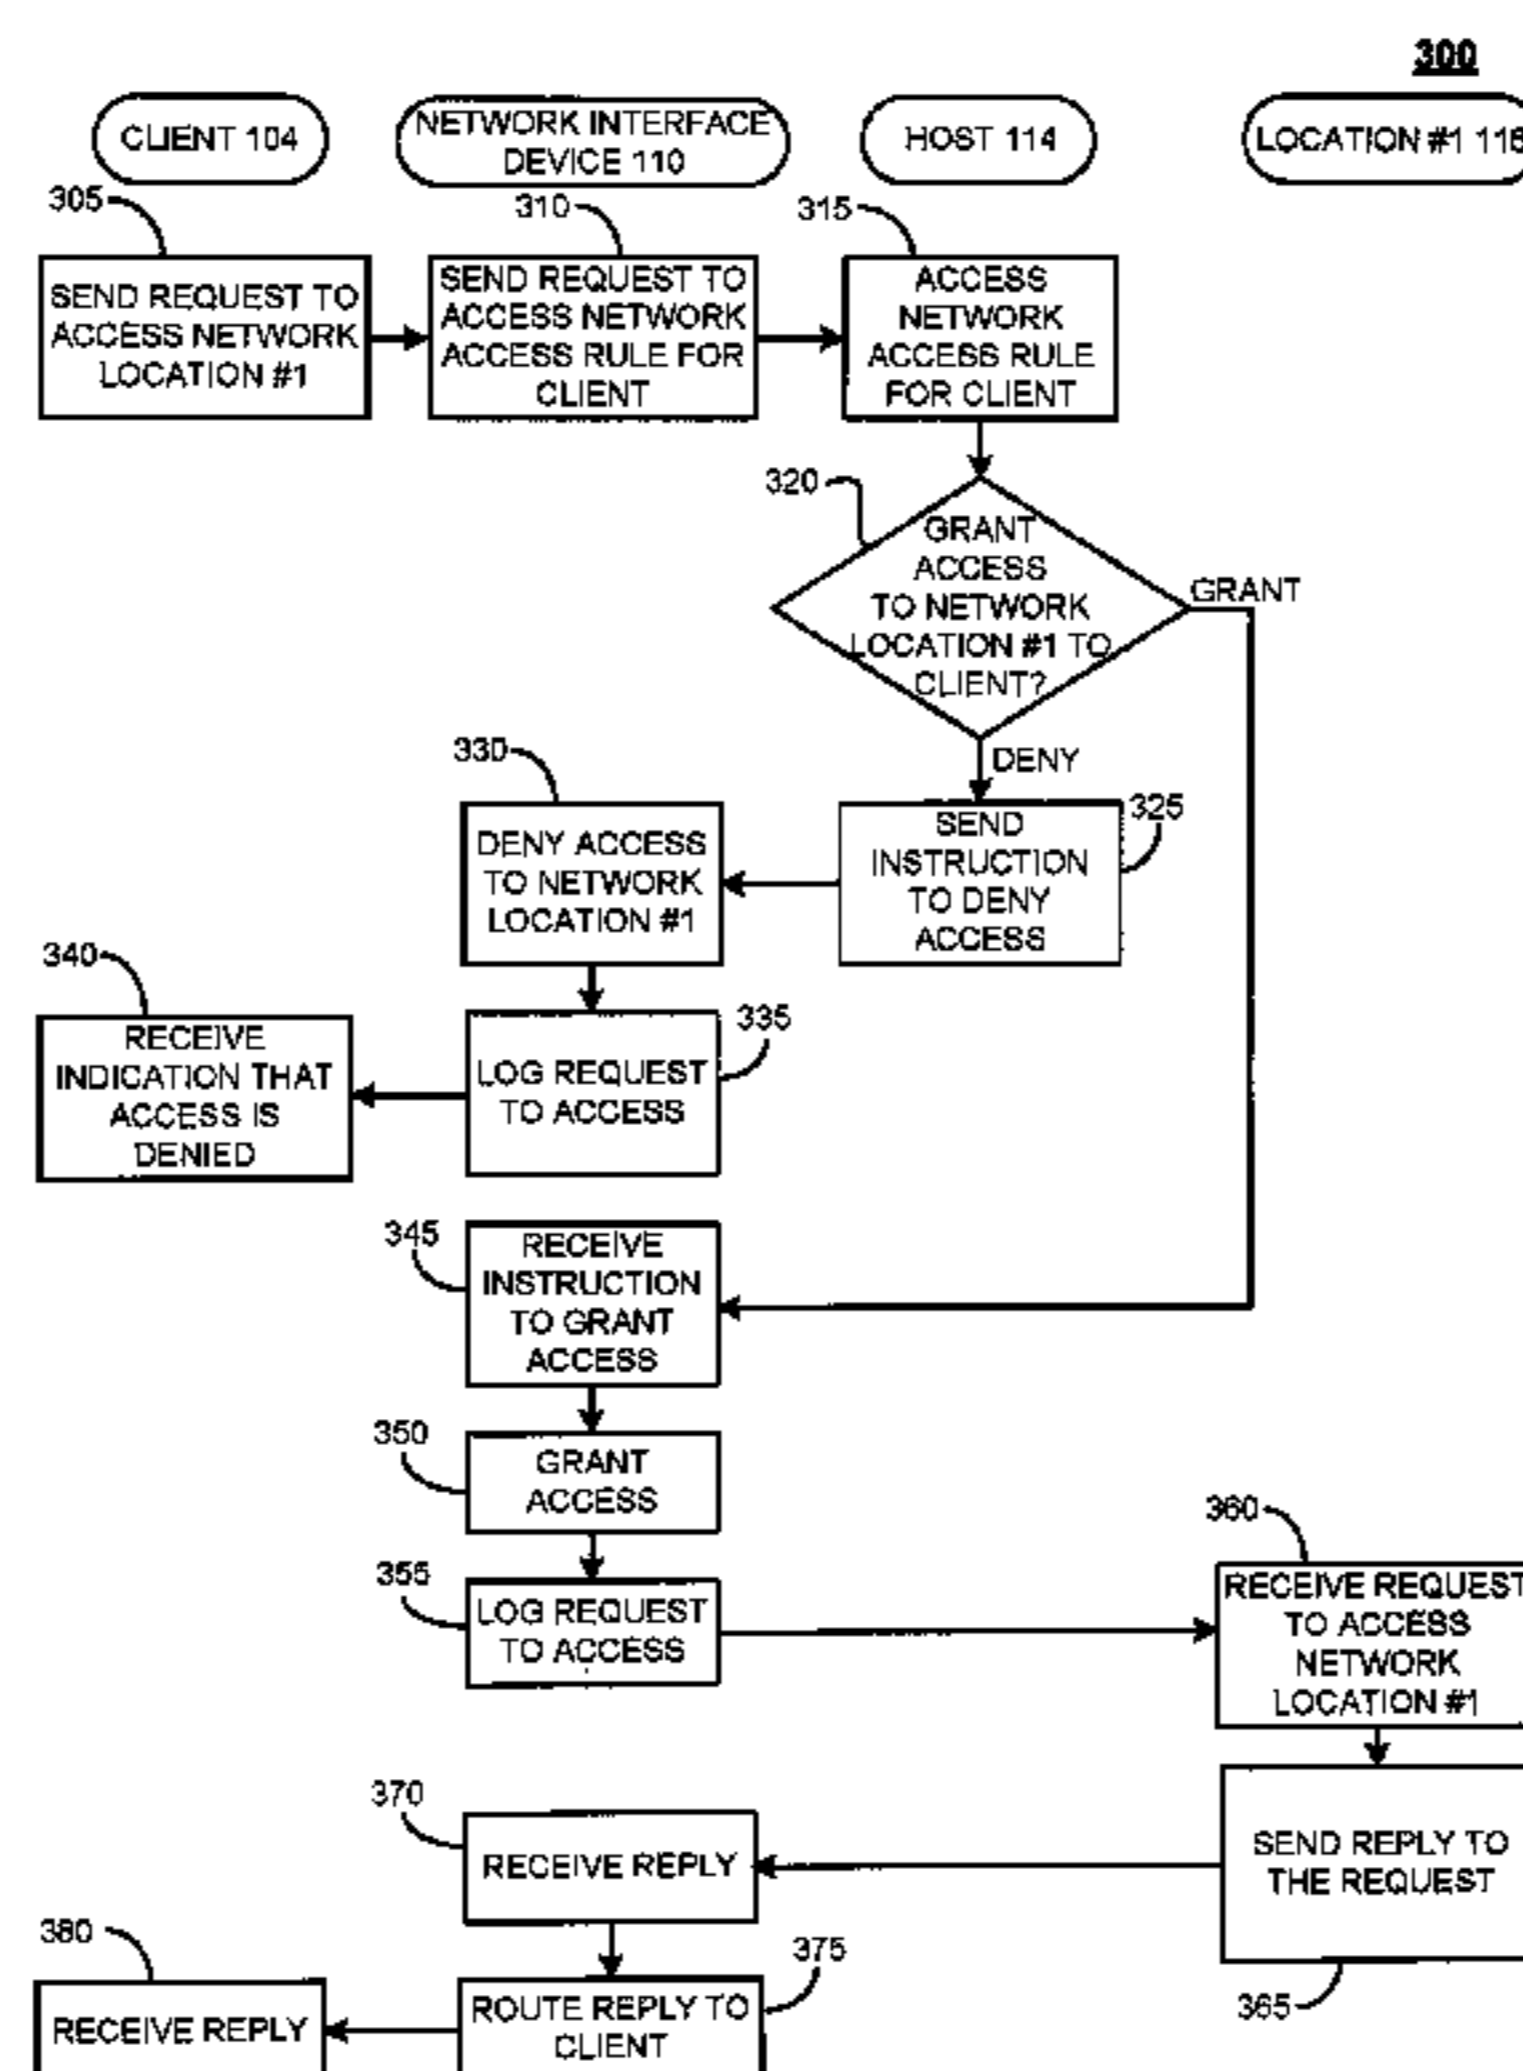 300
CLIENT 104
NETWORK INTERFACE
DEVICE 110
HOST 114
LOCATION #1 116
305
310
315
SEND REQUEST TO
ACCESS NETWORK
LOCATION #1
SEND REQUEST TO
ACCESS NETWORK
ACCESS RULE FOR
CLIENT
ACCESS
NETWORK
ACCESS RULE
FOR CLIENT
320
GRANT
ACCESS
TO NETWORK
LOCATION #1 TO
CLIENT?
GRANT
DENY
330
DENY ACCESS
TO NETWORK
LOCATION #1
325
SEND
INSTRUCTION
TO DENY
ACCESS
340
RECEIVE
INDICATION THAT
ACCESS IS
DENIED
335
LOG REQUEST
TO ACCESS
345
RECEIVE
INSTRUCTION
TO GRANT
ACCESS
350
GRANT
ACCESS
355
LOG REQUEST
TO ACCESS
360
RECEIVE REQUEST
TO ACCESS
NETWORK
LOCATION #1
370
RECEIVE REPLY
SEND REPLY TO
THE REQUEST
365
380
RECEIVE REPLY
375
ROUTE REPLY TO
CLIENT